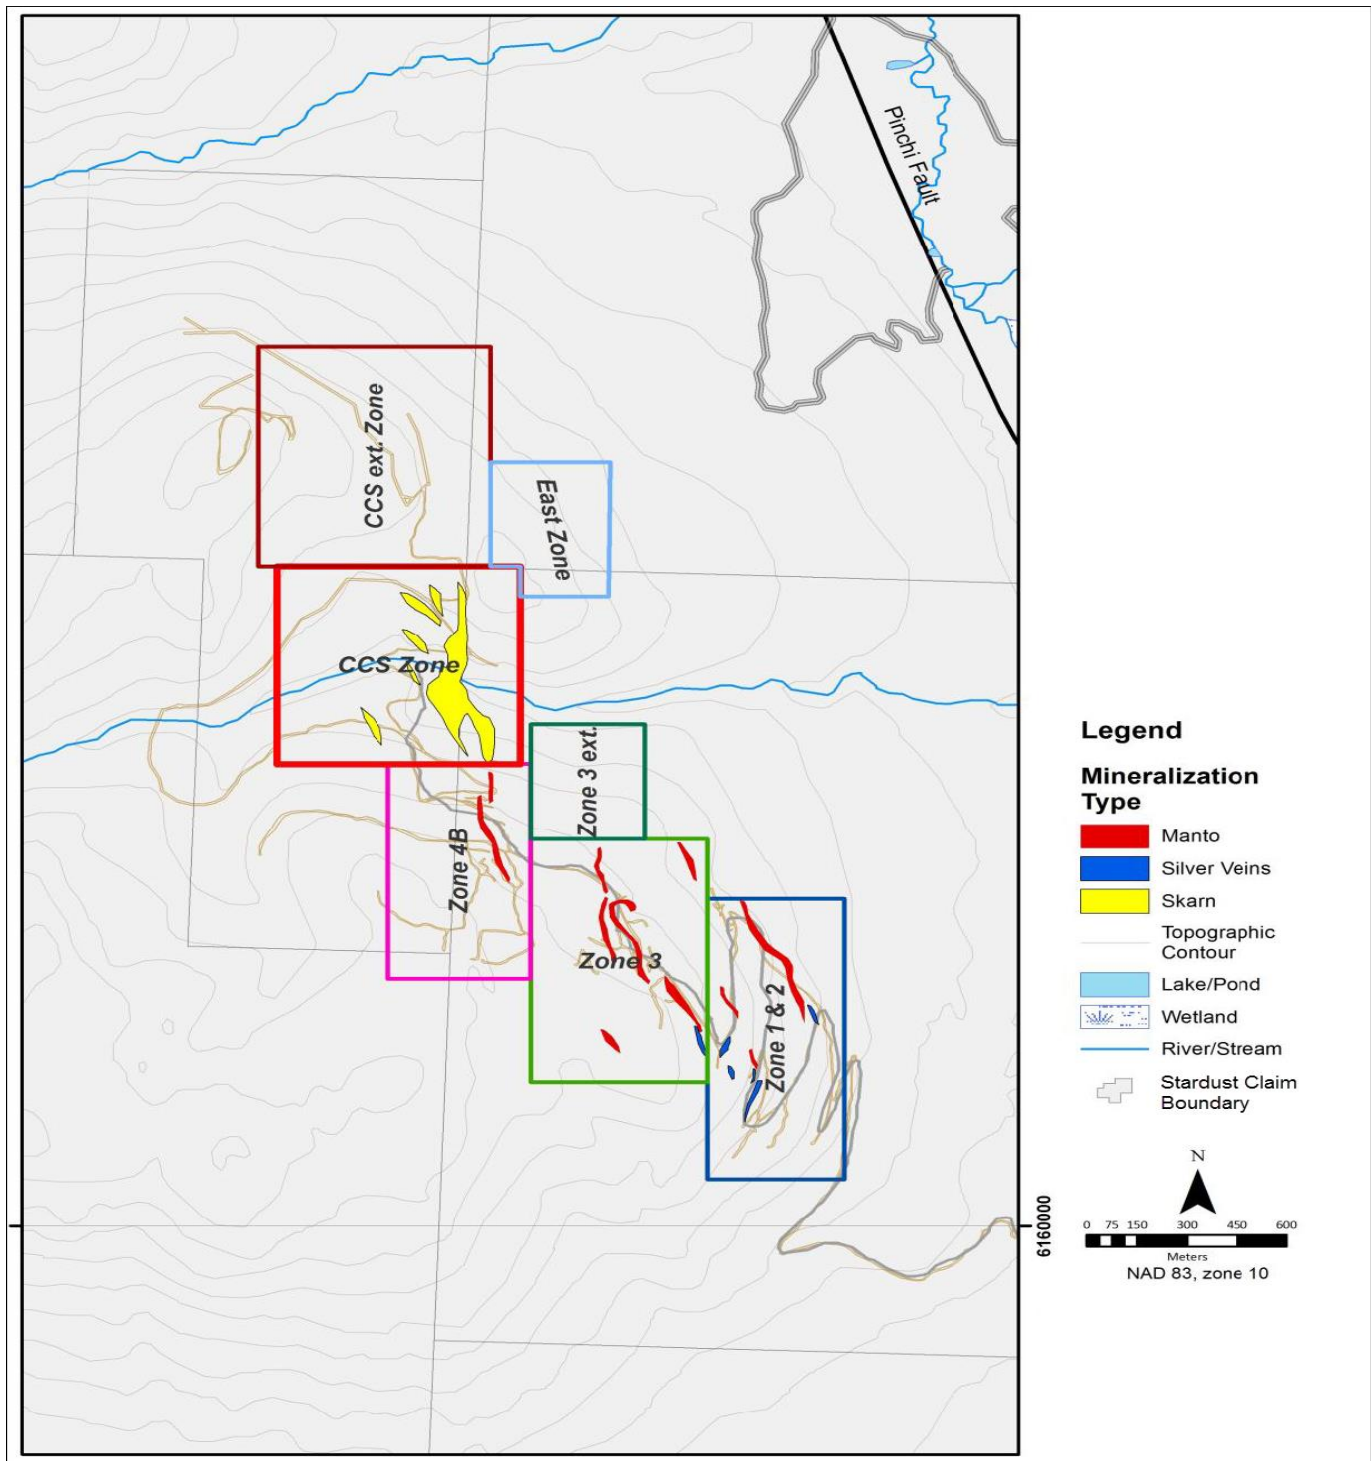 Pinchi Fault
CCS ext. Zone
East Zone
CCS Zone
Zone 3 ext.
Zone 4B
Zone 3
Zone 1 & 2
6160000
Legend
Mineralization
Type
Manto
Silver Veins
Skarn
Topographic
Contour
Lake/Pond
Wetland
River/Stream
Stardust Claim
Boundary
N
0 75 150 300 450 600
Meters
NAD 83, zone 10